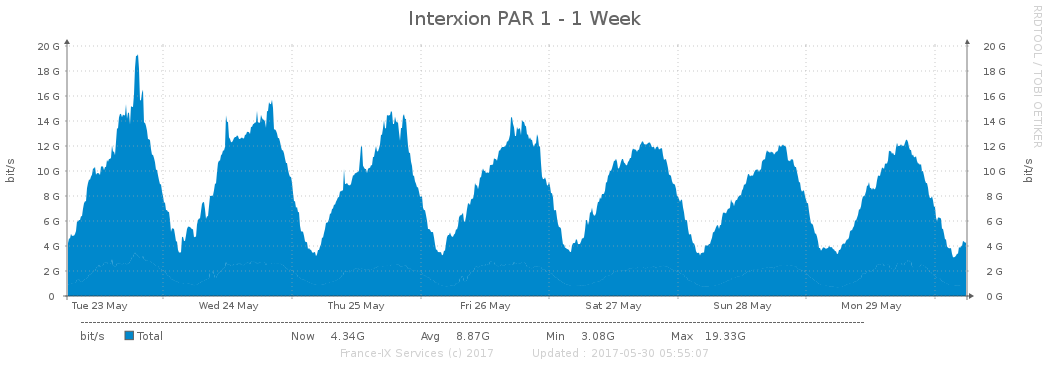 Interxion PAR 1 - 1 Week
RRDTOOL / TOBI OETIKER
20 G 20 G
18 G 18 G
16 G 16 G
14 G 14 G
12 G 12 G
10 G 10 G
8 G 8 G
6 G 6 G
4 G 4 G
2 G 2 G
0 0 G
bit/s
bit/s
Tue 23 May Wed 24 May Thu 25 May Fri 26 May Sat 27 May Sun 28 May Mon 29 May
bit/s Total Now 4.34G Avg 8.87G Min 3.08G Max 19.33G
France-IX Services (c) 2017 Updated : 2017-05-30 05:55:07